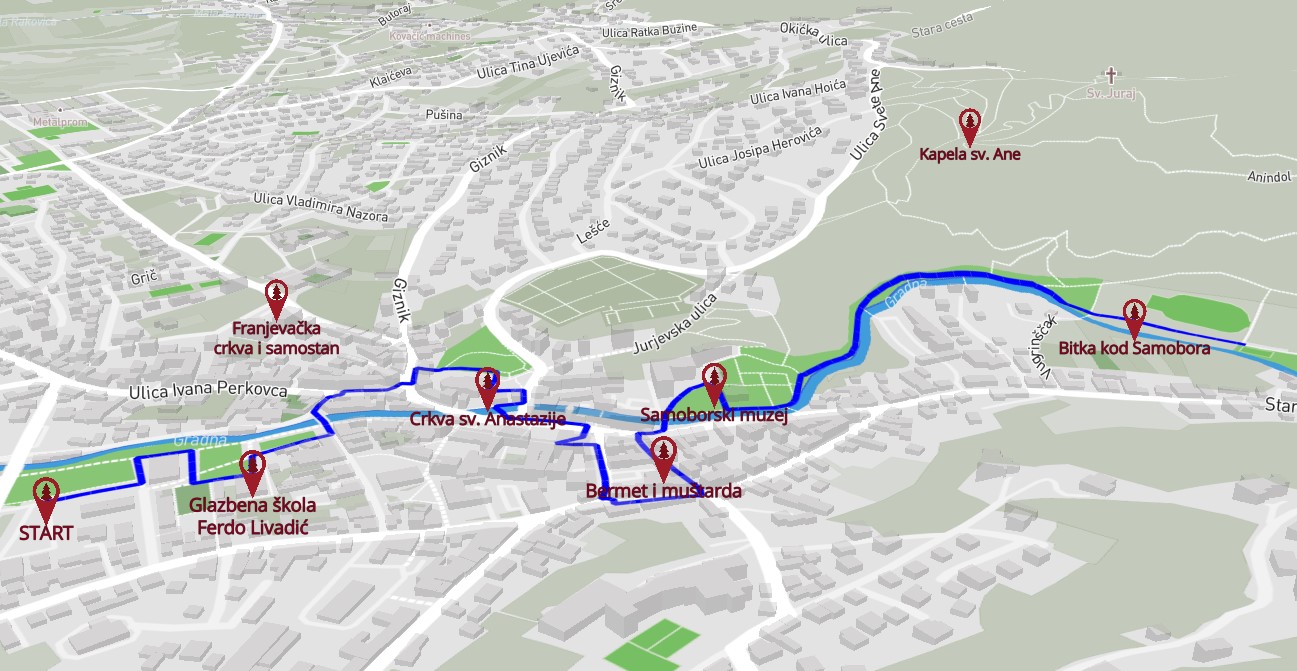 Buloraj
Kovačić machines
Ulica Ratka Buzine
Okićka ulica
Stara cesta
Klaićeva
Ulica Tina Ujevića
Giznik
Ulica Ivana Hoića
Ulica Svete Ane
Sv. Juraj
Metalprom
Pušina
Giznik
Ulica Josipa Herovića
Kapela sv. Ane
Anindol
Ulica Vladimira Nazora
Lešće
Grič
Giznik
Gradna
Jurjevska ulica
Franjevačka
crkva i samostan
Vugrinščak
Bitka kod Samobora
Ulica Ivana Perkovca
Crkva sv. Anastazije
Samoborski muzej
Star
Gradna
Bermet i muštarda
Glazbena škola
Ferdo Livadić
START